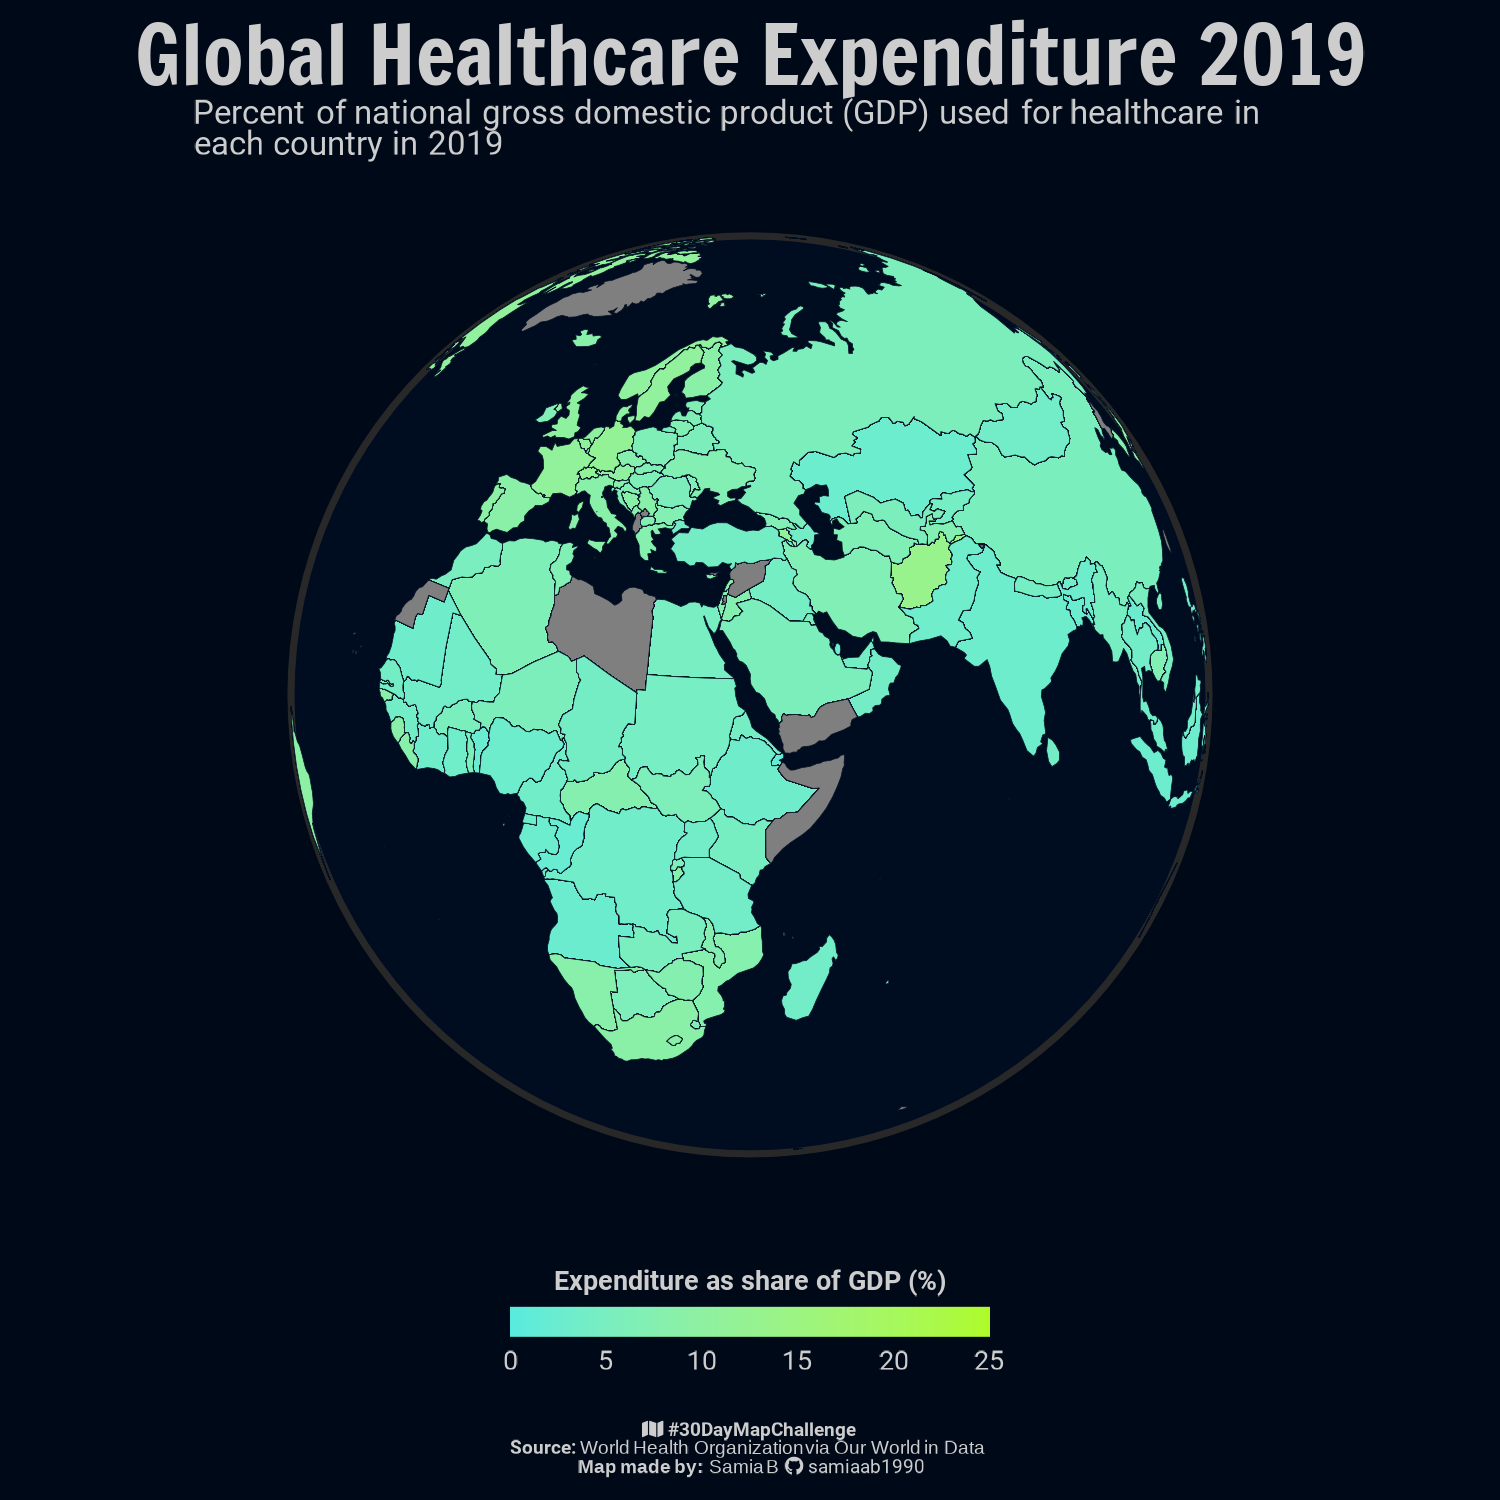 Global Healthcare Expenditure 2019
Percent of national gross domestic product (GDP) used for healthcare in
each country in 2019
Expenditure as share of GDP (%)
0 5 10 15 20 25
#30DayMapChallenge
Source: World Health Organization via Our World in Data
Map made by: Samia B samiaab1990